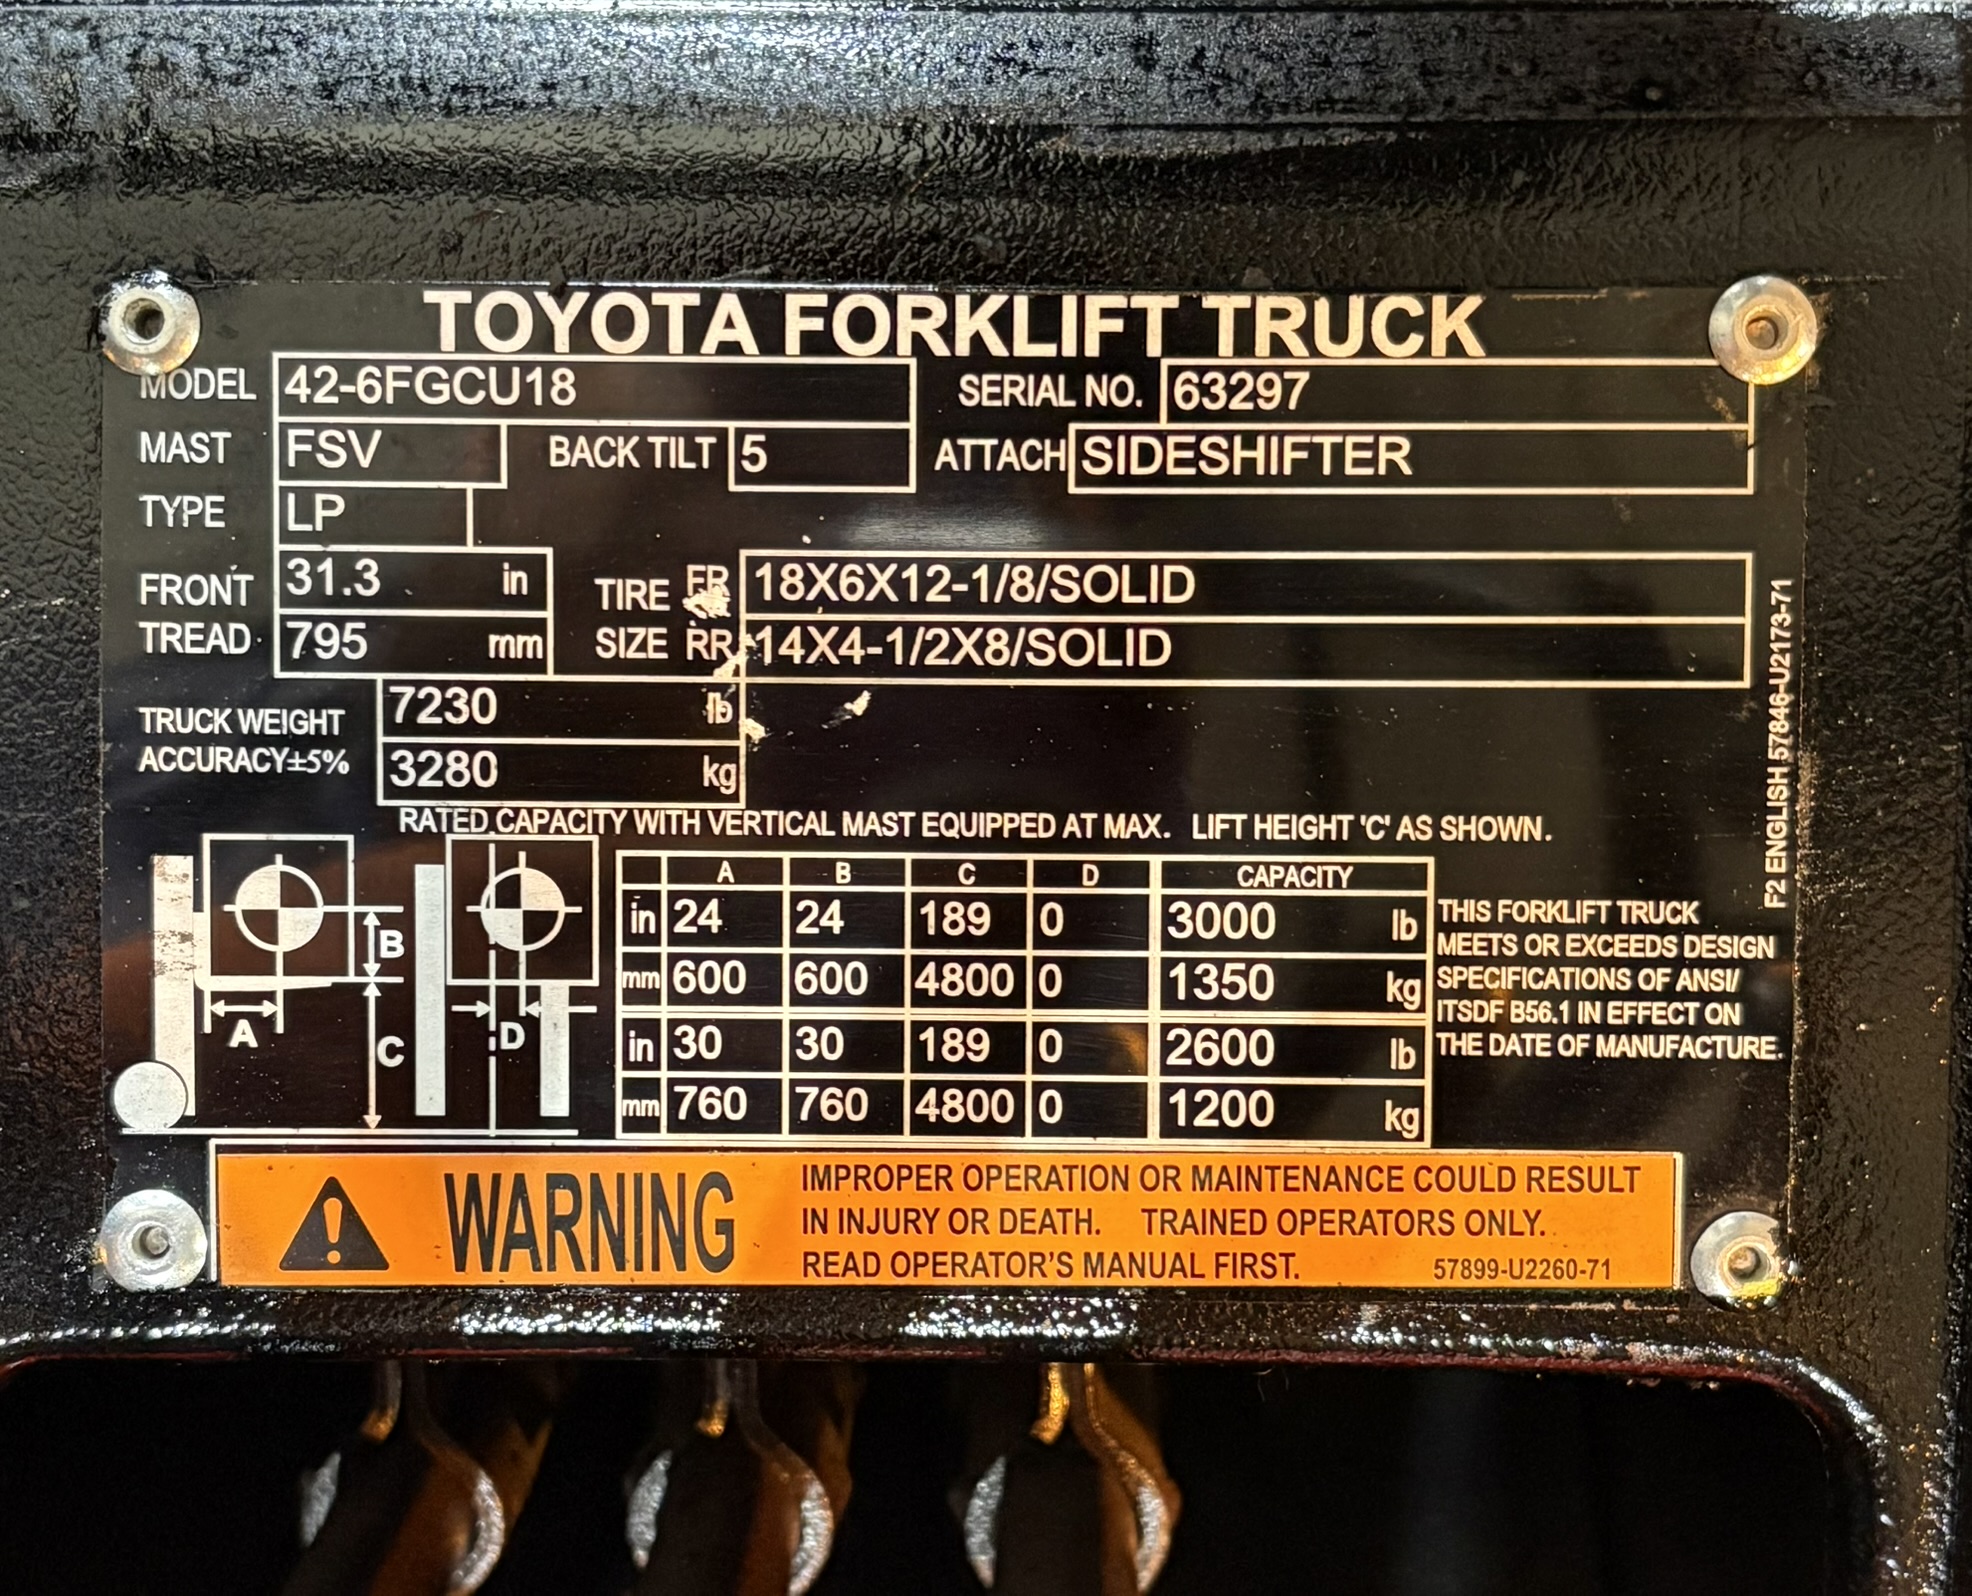 TOYOTA FORKLIFT TRUCK
MODEL 42-6FGCU18 SERIAL NO. 63297
MAST FSV BACK TILT 5 ATTACH SIDESHIFTER
TYPE LP
FRONT TREAD 31.3 in
795 mm
TIRE SIZE FR 18X6X12-1/8/SOLID
RR 14X4-1/2X8/SOLID
TRUCK WEIGHT 7230 lb
ACCURACY±5% 3280 kg
F2 ENGLISH 57846-U2173-71
RATED CAPACITY WITH VERTICAL MAST EQUIPPED AT MAX. LIFT HEIGHT 'C' AS SHOWN.
A B C D
A B C D CAPACITY
in 24 24 189 0 3000 lb
mm 600 600 4800 0 1350 kg
in 30 30 189 0 2600 lb
mm 760 760 4800 0 1200 kg
THIS FORKLIFT TRUCK
MEETS OR EXCEEDS DESIGN
SPECIFICATIONS OF ANSI/
ITSDF B56.1 IN EFFECT ON
THE DATE OF MANUFACTURE.
WARNING
IMPROPER OPERATION OR MAINTENANCE COULD RESULT
IN INJURY OR DEATH. TRAINED OPERATORS ONLY.
READ OPERATOR'S MANUAL FIRST. 57899-U2260-71